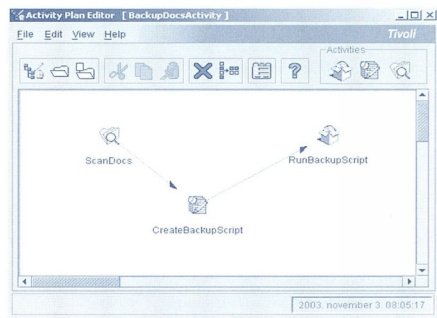 Activity Plan Editor [ BackupDocsActivity ]
File Edit View Help
Tivoli
Activities
ScanDocs
RunBackupScript
CreateBackupScript
2003. november 3. 08:05:17